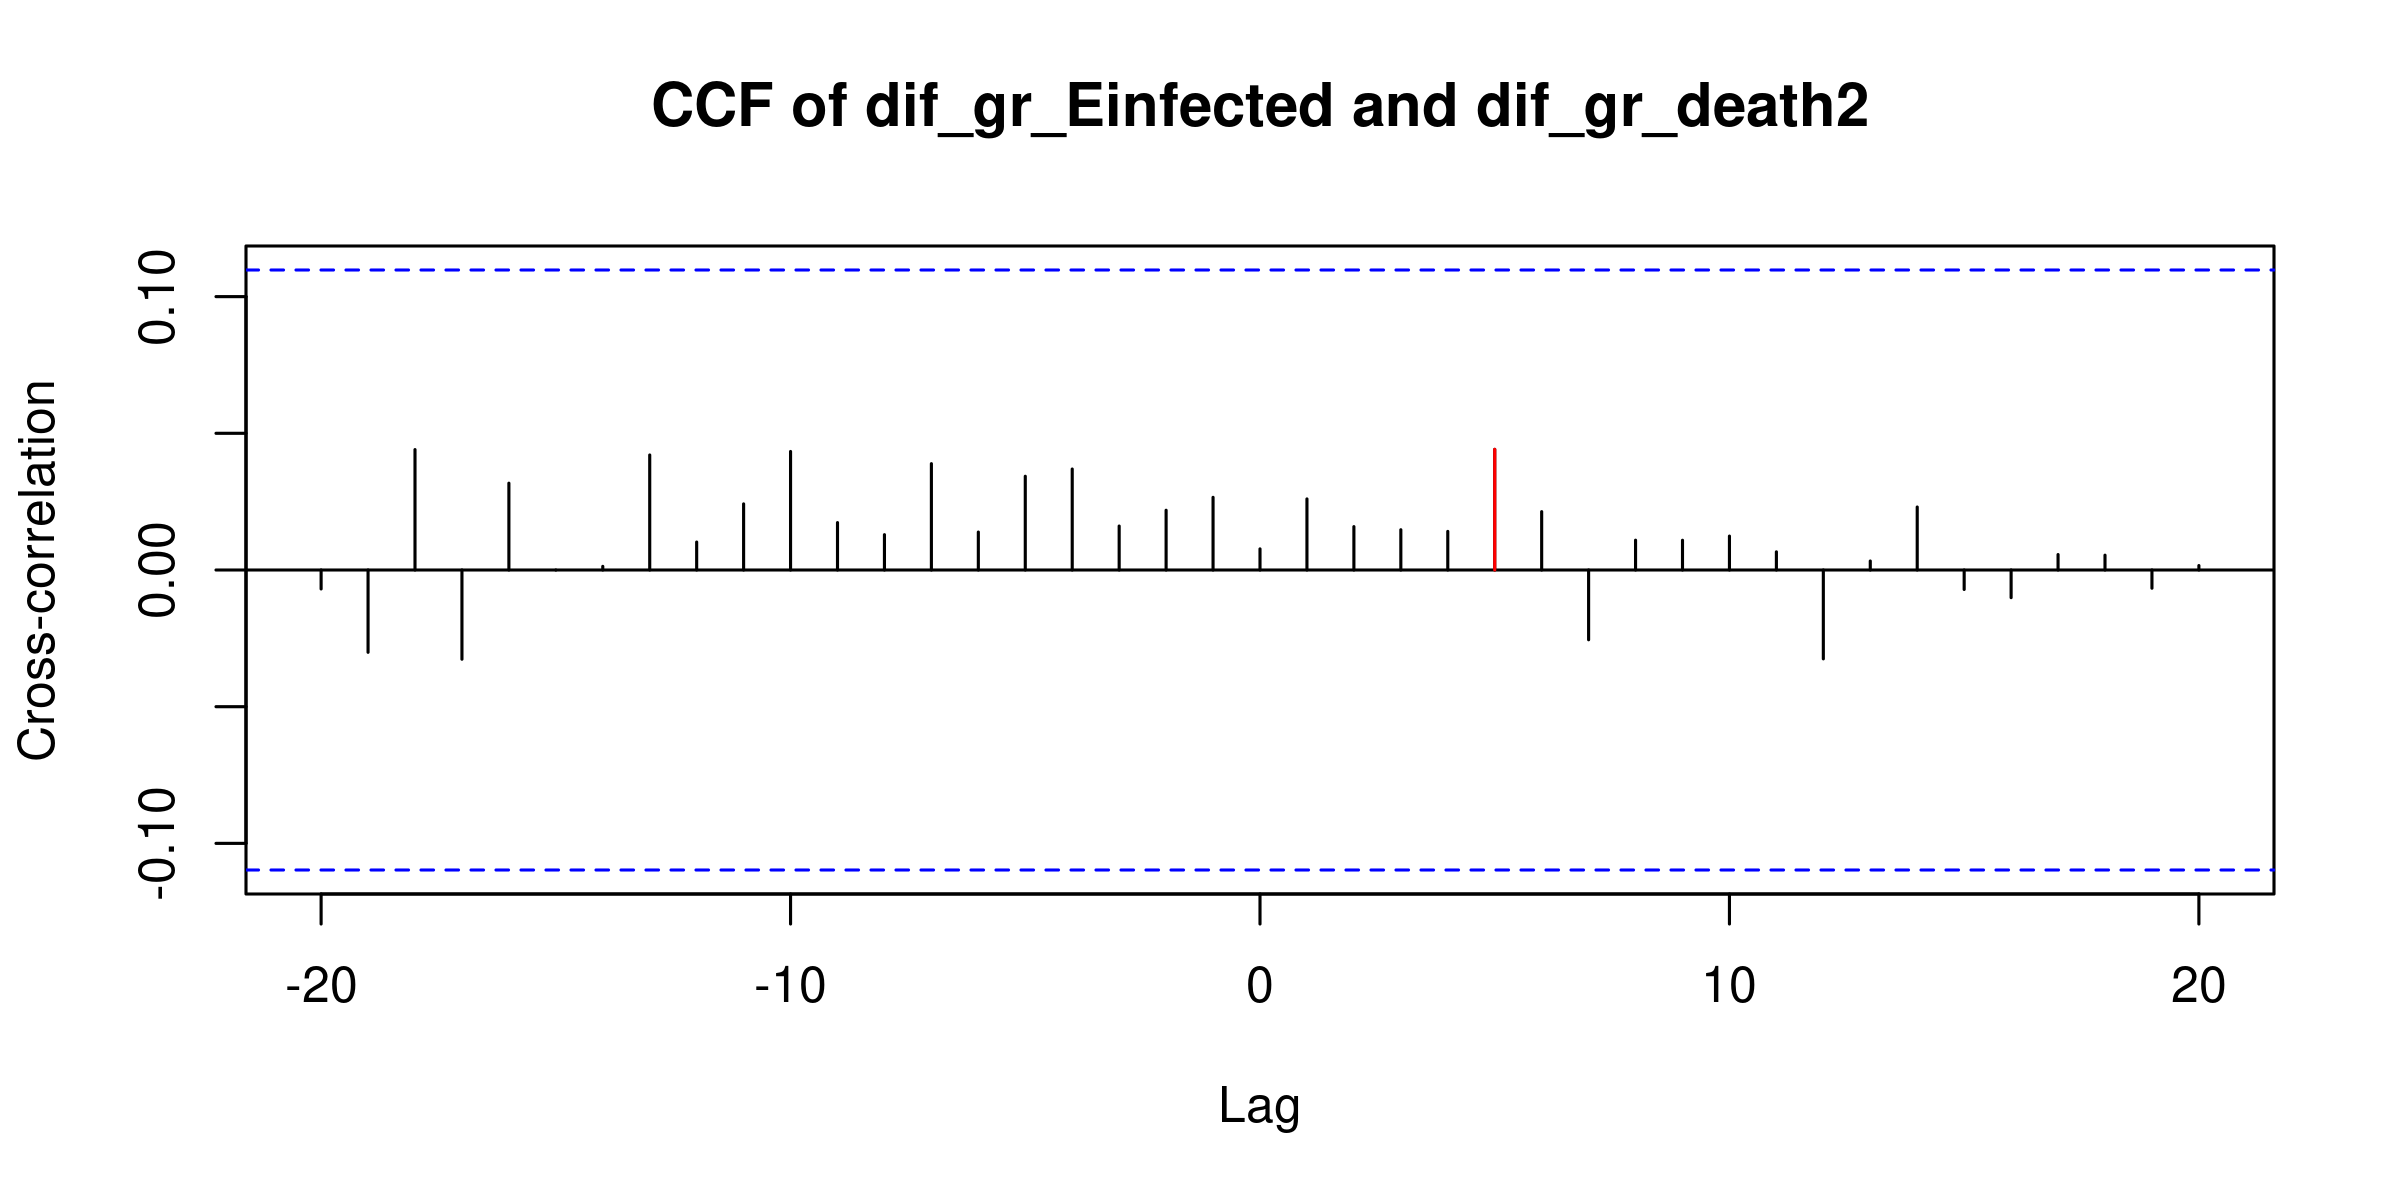 CCF of dif_gr_Einfected and dif_gr_death2
Cross-correlation
0.10
0.00
-0.10
-20 -10 0 10 20
Lag